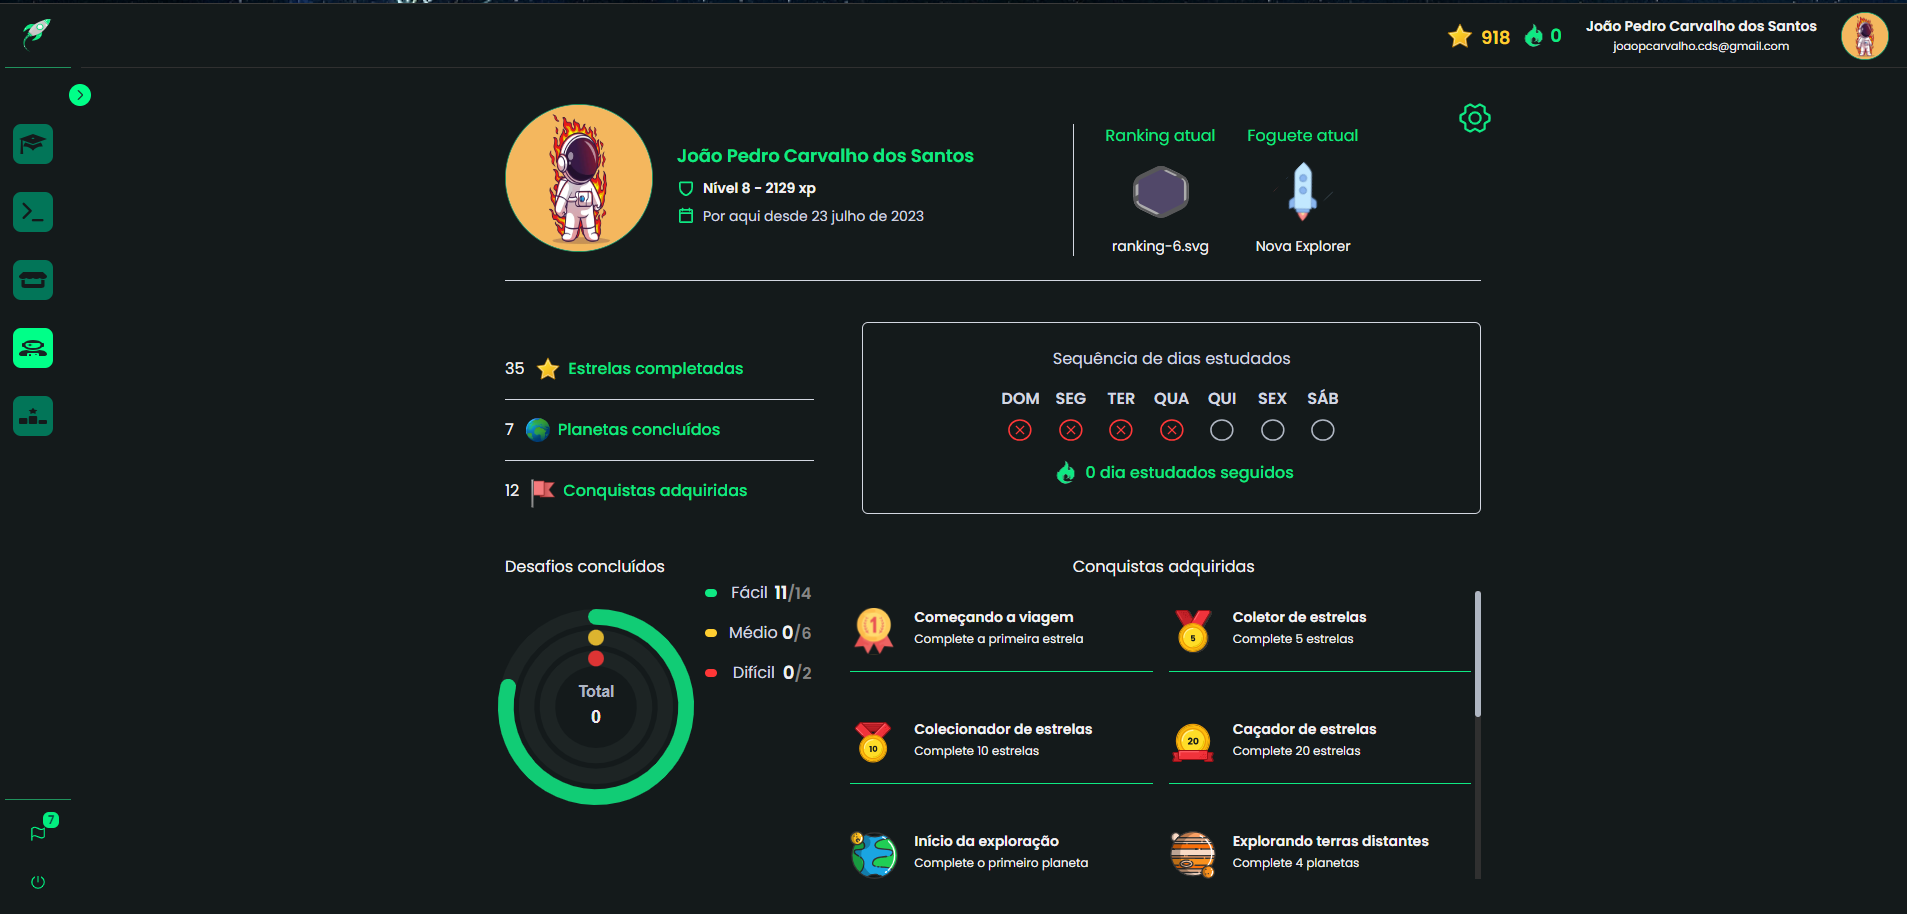 918
0
João Pedro Carvalho dos Santos
joaopcarvalho.cds@gmail.com
João Pedro Carvalho dos Santos
Nível 8 - 2129 xp
Por aqui desde 23 julho de 2023
Ranking atual
ranking-6.svg
Foguete atual
Nova Explorer
35 Estrelas completadas
7 Planetas concluídos
12 Conquistas adquiridas
Sequência de dias estudados
DOM SEG TER QUA QUI SEX SÁB
0 dia estudados seguidos
Desafios concluídos
Fácil 11/14
Médio 0/6
Difícil 0/2
Total
0
Conquistas adquiridas
1
Começando a viagem
Complete a primeira estrela
5
Coletor de estrelas
Complete 5 estrelas
10
Colecionador de estrelas
Complete 10 estrelas
20
Caçador de estrelas
Complete 20 estrelas
Início da exploração
Complete o primeiro planeta
Explorando terras distantes
Complete 4 planetas
7